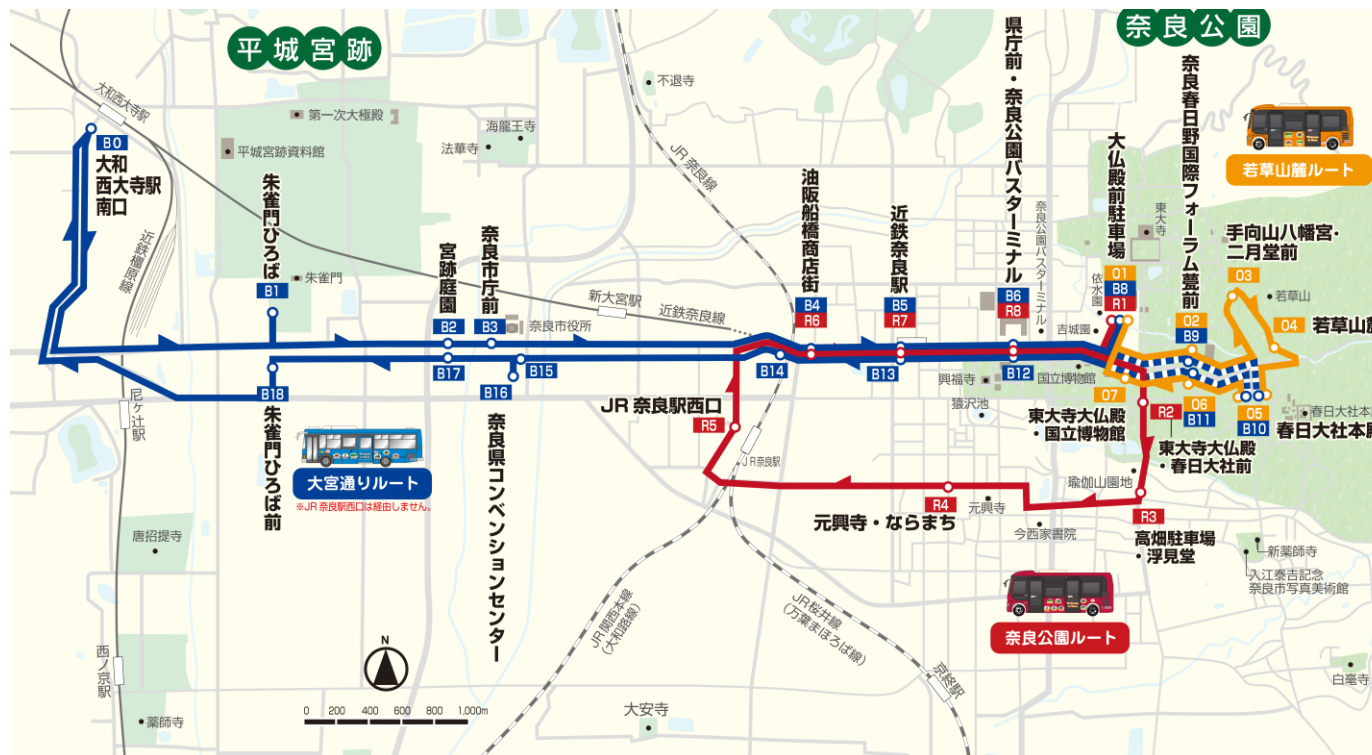 平城宮跡
奈良公園
大和西大寺駅
B0
大和
西大寺駅
南口
近鉄橿原線
第一次大極殿
平城宮跡資料館
海龍王寺
法華寺
不退寺
JR奈良線
朱雀門ひろば
B1
朱雀門
宮跡庭園
B2
奈良市庁前
B3
奈良市役所
新大宮駅
近鉄奈良線
油阪船橋商店街
B4
R6
近鉄奈良駅
B5
R7
県庁前・奈良公園バスターミナル
B6
R8
奈良公園バスターミナル
大仏殿前駐車場
O1
B8
R1
依水園
吉城園
東大寺
奈良春日野国際フォーラム甍前
O2
B9
若草山麓ルート
手向山八幡宮・
二月堂前
O3
若草山
O4
若草山
B17
B16
B15
B14
B13
B12
興福寺
猿沢池
国立博物館
O7
東大寺大仏殿
・国立博物館
R2
東大寺大仏殿
・春日大社前
O6
B11
O5
B10
春日大社本
春日大社本
B18
朱雀門ひろば前
尼ヶ辻駅
大宮通りルート
※JR奈良駅西口は経由しません。
奈良県コンベンションセンター
JR奈良駅西口
R5
JR奈良駅
R4
元興寺・ならまち
元興寺
今西家書院
瑜伽山園地
R3
高畑駐車場
・浮見堂
新薬師寺
入江泰吉記念
奈良市写真美術館
奈良公園ルート
唐招提寺
西ノ京駅
薬師寺
N
0 200 400 600 800 1,000m
JR関西本線
(大和路線)
JR桜井線
(万葉まほろば線)
京終駅
大安寺
白毫寺